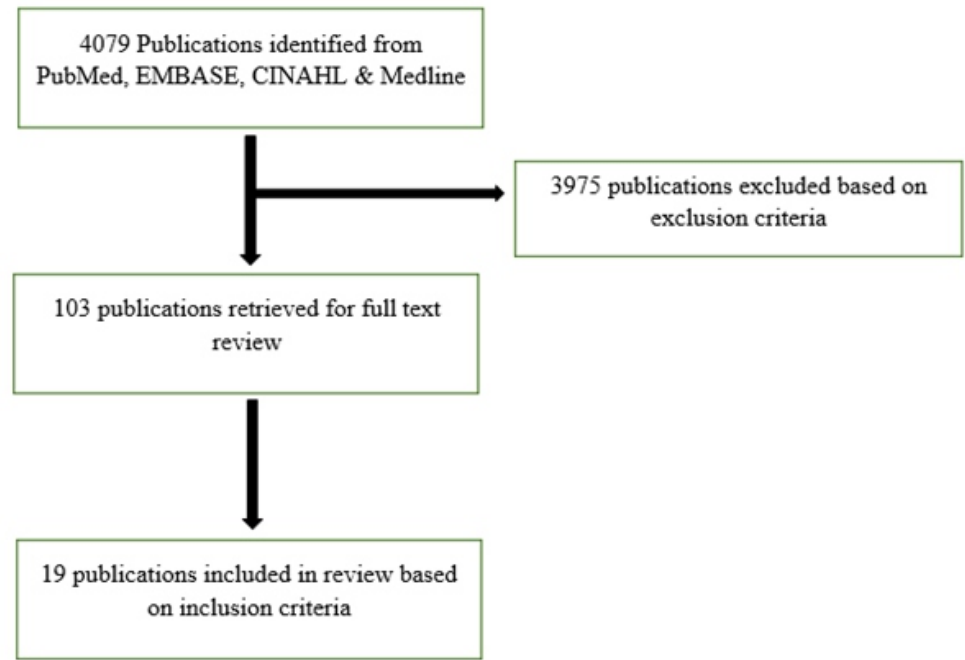 4079 Publications identified from
PubMed, EMBASE, CINAHL & Medline
3975 publications excluded based on
exclusion criteria
103 publications retrieved for full text
review
19 publications included in review based
on inclusion criteria